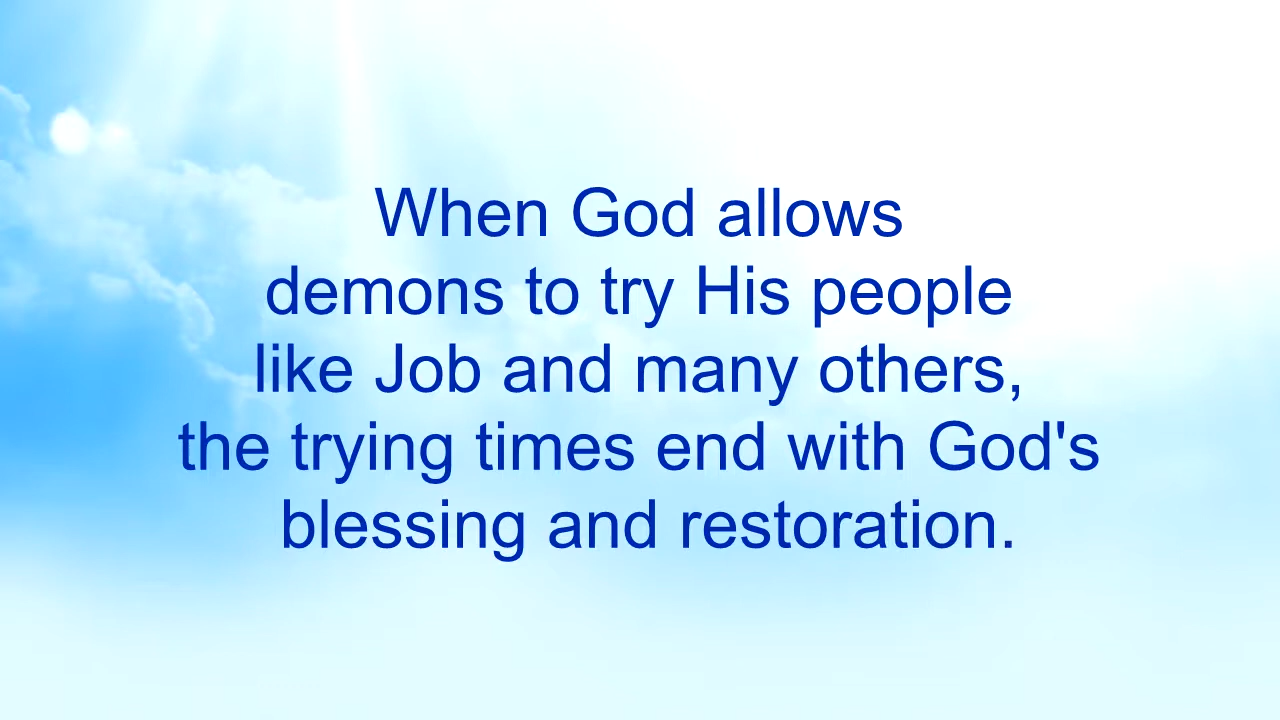 When God allows
demons to try His people
like Job and many others,
the trying times end with God's
blessing and restoration.